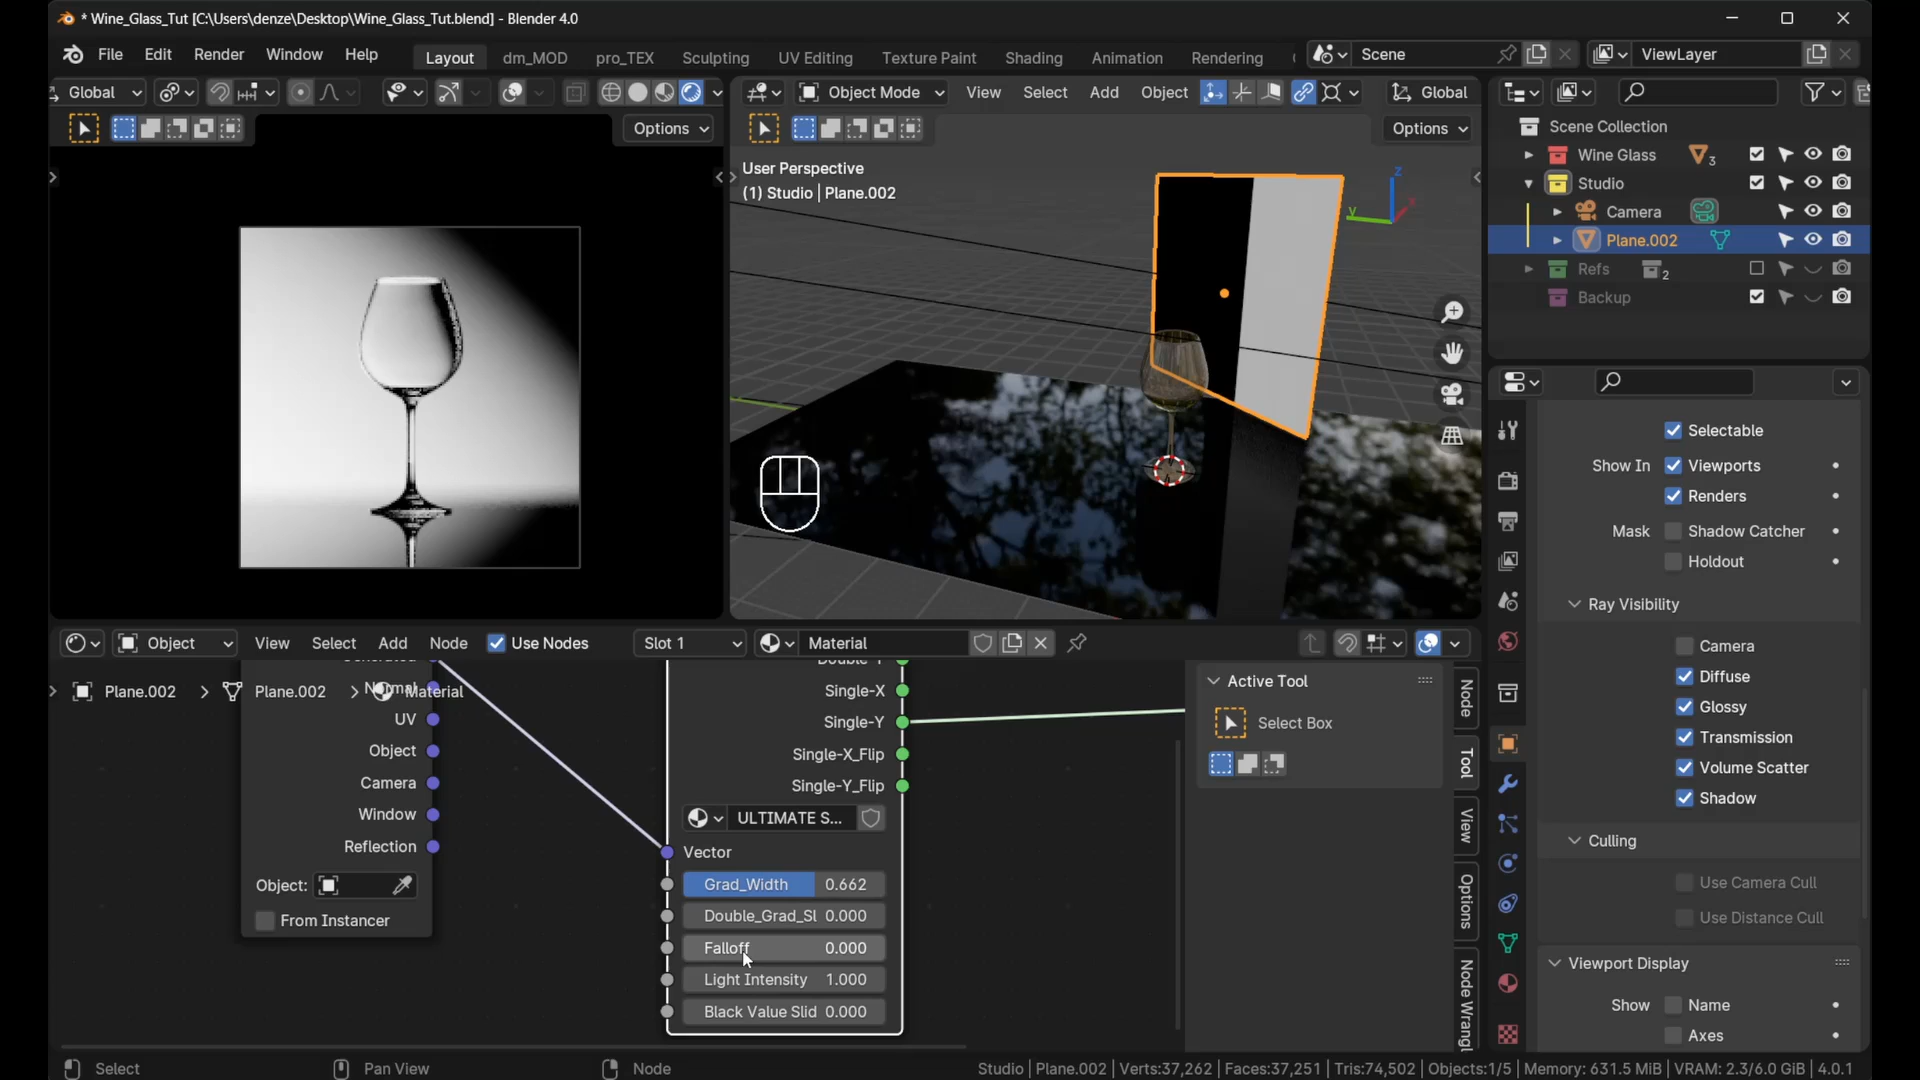 * Wine_Glass_Tut [C:\Users\denze\Desktop\Wine_Glass_Tut.blend] - Blender 4.0
File Edit Render Window Help
Layout dm_MOD pro_TEX Sculpting UV Editing Texture Paint Shading Animation Rendering
Scene
ViewLayer
Global
Object Mode View Select Add Object
Global
Options
Options
User Perspective
(1) Studio | Plane.002
Z
Y
X
Scene Collection
Wine Glass 3
Studio
Camera
Plane.002
Refs 2
Backup
Selectable
Show In Viewports
Renders
Mask Shadow Catcher
Holdout
Ray Visibility
Camera
Diffuse
Glossy
Transmission
Volume Scatter
Shadow
Culling
Use Camera Cull
Use Distance Cull
Viewport Display
Show Name
Axes
Object View Select Add Node Use Nodes Slot 1 Material
Plane.002 > Plane.002 > Material
Normal
UV
Object
Camera
Window
Reflection
Object:
From Instancer
Single-X
Single-Y
Single-X_Flip
Single-Y_Flip
ULTIMATE S...
Vector
Grad_Width 0.662
Double_Grad_Sl 0.000
Falloff 0.000
Light Intensity 1.000
Black Value Slid 0.000
Active Tool
Select Box
Node
Tool
View
Options
Node Wrangl
Select Pan View Node
Studio | Plane.002 | Verts:37,262 | Faces:37,251 | Tris:74,502 | Objects:1/5 | Memory: 631.5 MiB | VRAM: 2.3/6.0 GiB | 4.0.1